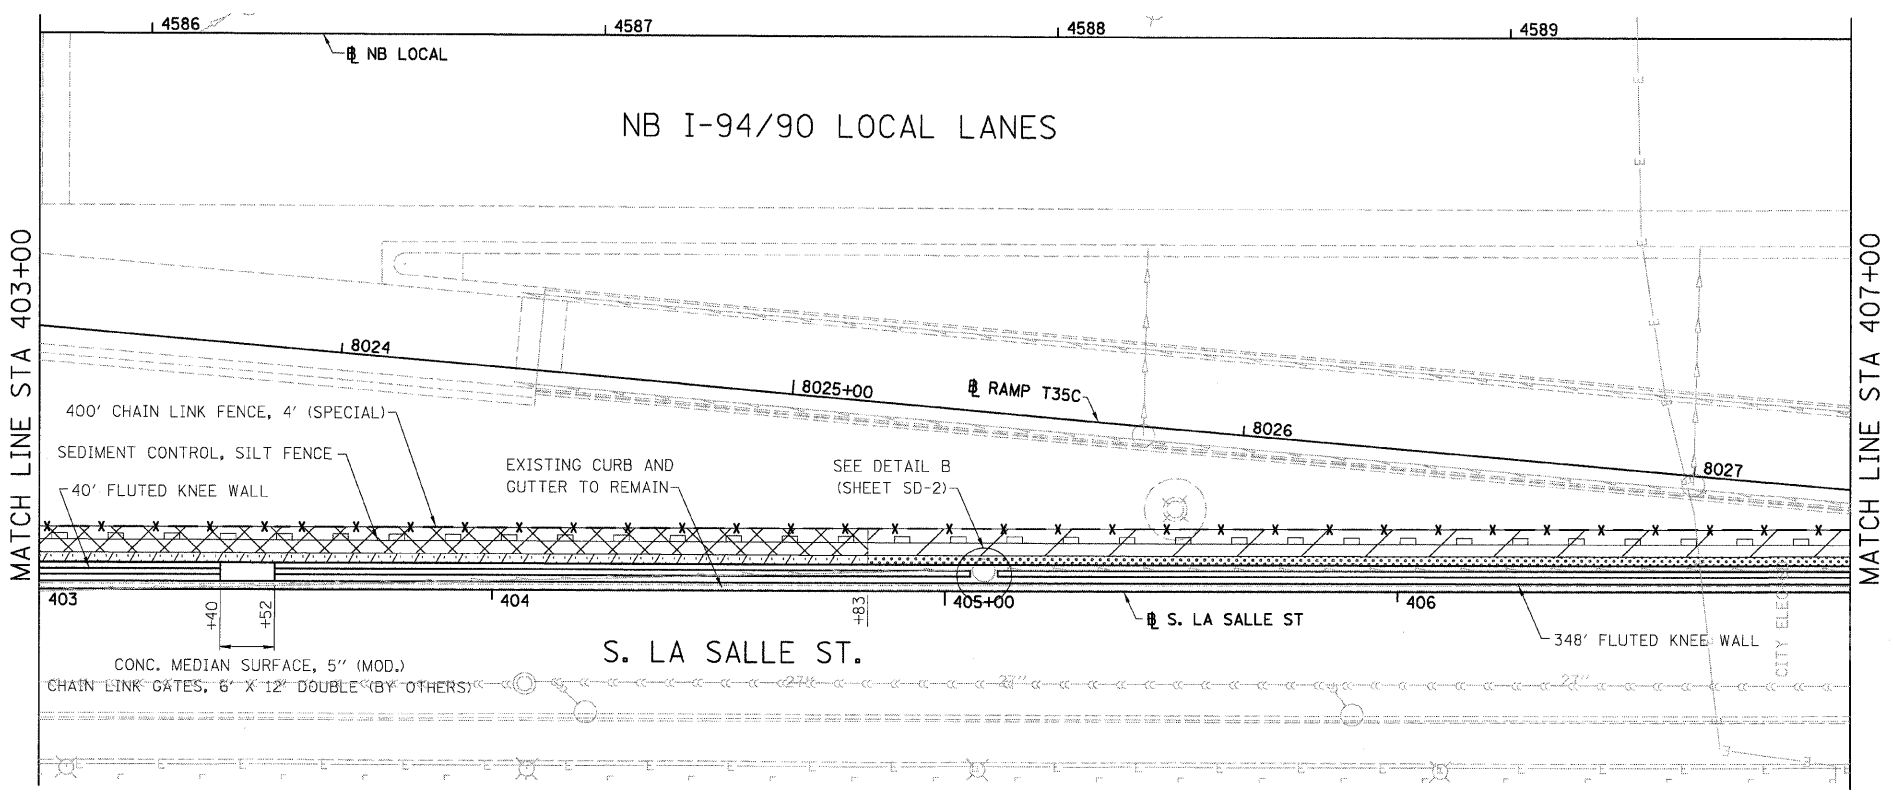 4586
4587
4588
4589
℄ NB LOCAL
NB I-94/90 LOCAL LANES
MATCH LINE STA 403+00
MATCH LINE STA 407+00
8024
8025+00
℄ RAMP T35C
8026
8027
400' CHAIN LINK FENCE, 4' (SPECIAL)
SEDIMENT CONTROL, SILT FENCE
40' FLUTED KNEE WALL
EXISTING CURB AND
GUTTER TO REMAIN
SEE DETAIL B
(SHEET SD-2)
403
404
405+00
406
+40
+52
+83
℄ S. LA SALLE ST
348' FLUTED KNEE WALL
S. LA SALLE ST.
CONC. MEDIAN SURFACE, 5" (MOD.)
CHAIN LINK GATES, 6' X 12' DOUBLE (BY OTHERS)
27"
27"
27"